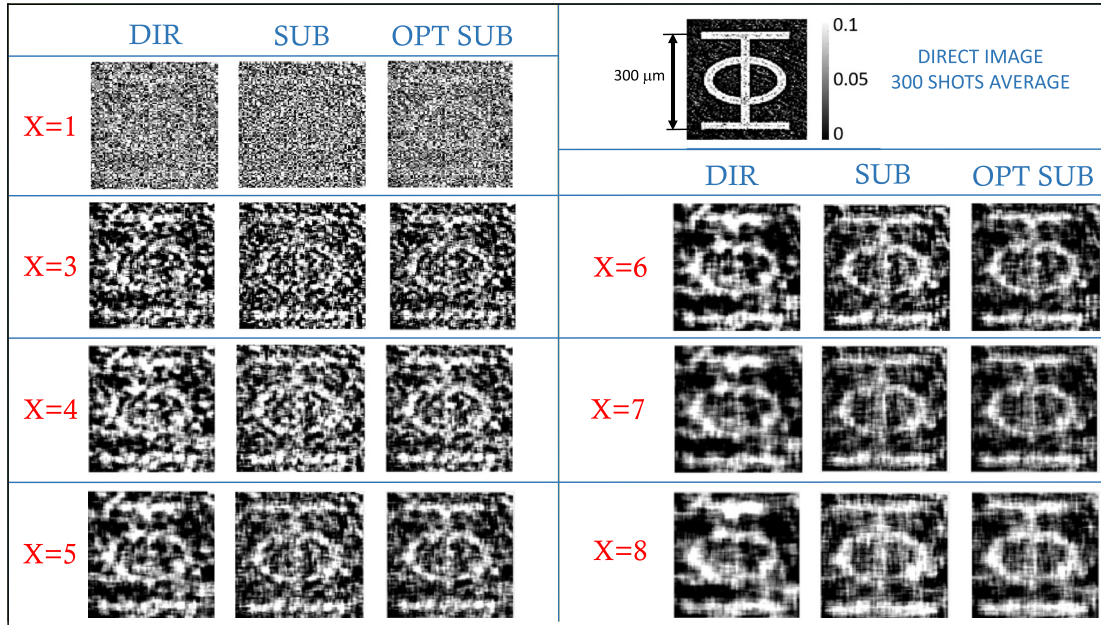 DIR SUB OPT SUB
X=1
X=3
X=4
X=5
300 μm
0.1
0.05
0
DIRECT IMAGE
300 SHOTS AVERAGE
DIR SUB OPT SUB
X=6
X=7
X=8